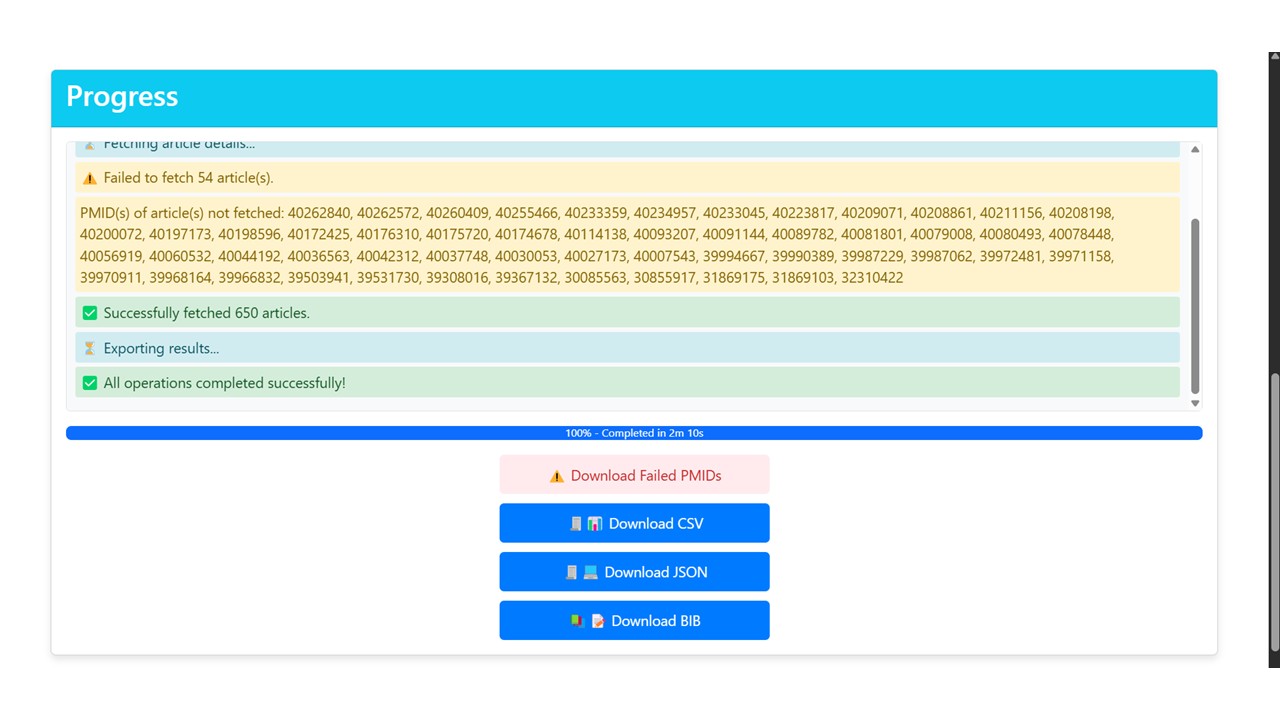 Progress
Fetching article details...
Failed to fetch 54 article(s).
PMID(s) of article(s) not fetched: 40262840, 40262572, 40260409, 40255466, 40233359, 40234957, 40233045, 40223817, 40209071, 40208861, 40211156, 40208198,
40200072, 40197173, 40198596, 40172425, 40176310, 40175720, 40174678, 40114138, 40093207, 40091144, 40089782, 40081801, 40079008, 40080493, 40078448,
40056919, 40060532, 40044192, 40036563, 40042312, 40037748, 40030053, 40027173, 40007543, 39994667, 39990389, 39987229, 39987062, 39972481, 39971158,
39970911, 39968164, 39966832, 39503941, 39531730, 39308016, 39367132, 30085563, 30855917, 31869175, 31869103, 32310422
Successfully fetched 650 articles.
Exporting results...
All operations completed successfully!
100% - Completed in 2m 10s
Download Failed PMIDs
Download CSV
Download JSON
Download BIB